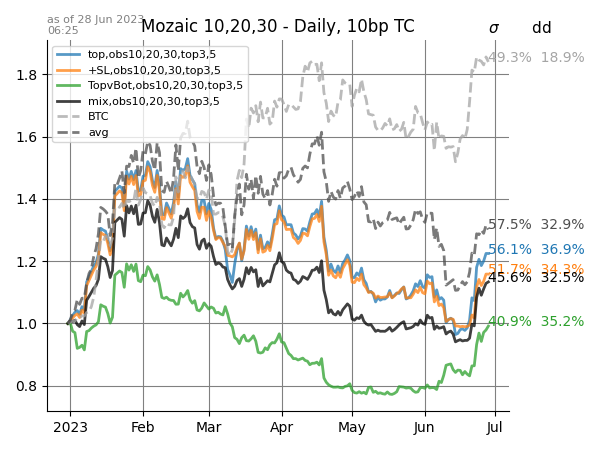 as of 28 Jun 2023
06:25
Mozaic 10,20,30 - Daily, 10bp TC
σ dd
top,obs10,20,30,top3,5
+SL,obs10,20,30,top3,5
TopvBot,obs10,20,30,top3,5
mix,obs10,20,30,top3,5
BTC
avg
49.3% 18.9%
57.5% 32.9%
56.1% 36.9%
51.7% 34.3%
45.6% 32.5%
40.9% 35.2%
1.8
1.6
1.4
1.2
1.0
0.8
2023 Feb Mar Apr May Jun Jul